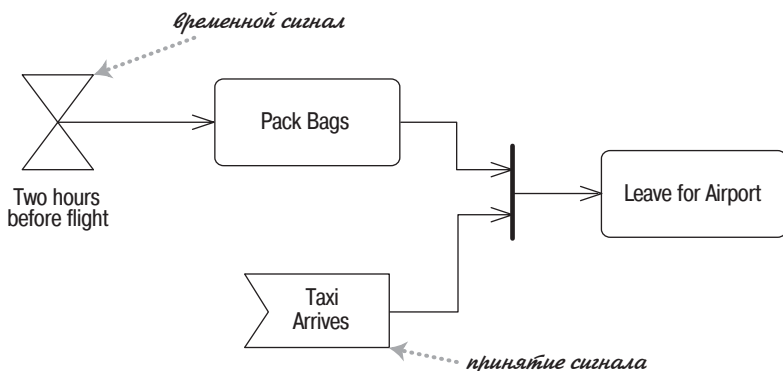 временной сигнал
Pack Bags
Two hours
before flight
Leave for Airport
Taxi
Arrives
принятие сигнала